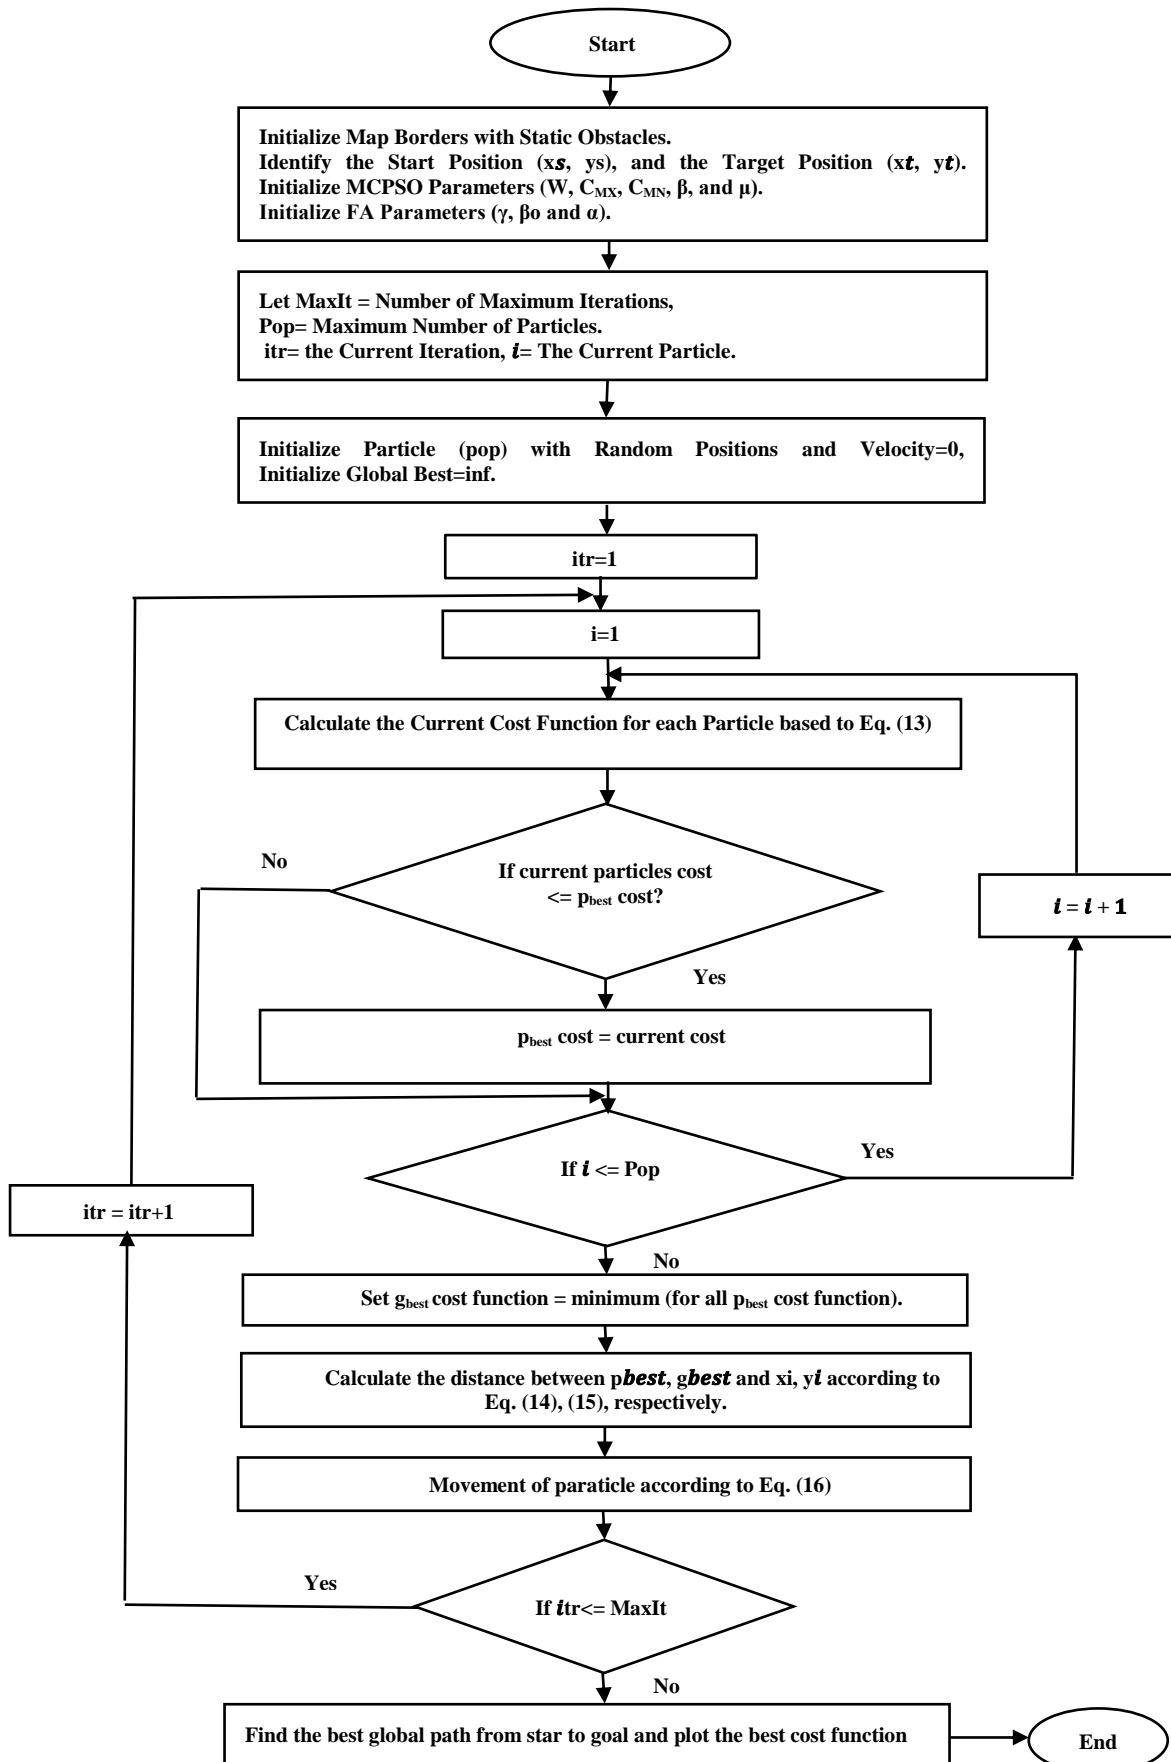 Start
Initialize Map Borders with Static Obstacles.
Identify the Start Position (xs, ys), and the Target Position (xt, yt).
Initialize MCPSO Parameters (W, CMX, CMN, β, and μ).
Initialize FA Parameters (γ, βo and α).
Let MaxIt = Number of Maximum Iterations,
Pop= Maximum Number of Particles.
itr= the Current Iteration, i= The Current Particle.
Initialize Particle (pop) with Random Positions and Velocity=0,
Initialize Global Best=inf.
itr=1
i=1
Calculate the Current Cost Function for each Particle based to Eq. (13)
No
If current particles cost
<= pbest cost?
i = i + 1
Yes
pbest cost = current cost
If i <= Pop
Yes
itr = itr+1
No
Set gbest cost function = minimum (for all pbest cost function).
Calculate the distance between pbest, gbest and xi, yi according to
Eq. (14), (15), respectively.
Movement of paraticle according to Eq. (16)
Yes
If itr<= MaxIt
No
Find the best global path from star to goal and plot the best cost function
End